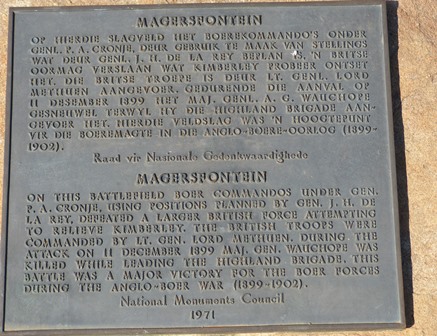 MAGERSFONTEIN
OP HIERDIE SLAGVELD HET BOEREKOMMANDO'S ONDER
GENL. P. A. CRONJE, DEUR GEBRUIK TE MAAK VAN STELLINGS
WAT DEUR GENL. J. H. DE LA REY BEPLAN IS, 'N BRITSE
OORMAG VERSLAAN WAT KIMBERLEY PROBEER ONTSET
HET. DIE BRITSE TROEPE IS DEUR LT. GENL. LORD
METHUEN AANGEVOER. GEDURENDE DIE AANVAL OP
11 DESEMBER 1899 HET MAJ. GENL. A. G. WAUCHOPE
GESNEUWEL TERWYL HY DIE HIGHLAND BRIGADE AAN-
GEVOER HET. HIERDIE VELDSLAG WAS 'N HOOGTEPUNT
VIR DIE BOEREMAGTE IN DIE ANGLO-BOERE-OORLOG (1899-
1902).
Raad vir Nasionale Gedenkwaardighede
MAGERSFONTEIN
ON THIS BATTLEFIELD BOER COMMANDOS UNDER GEN.
P. A. CRONJE, USING POSITIONS PLANNED BY GEN. J. H. DE
LA REY, DEFEATED A LARGER BRITISH FORCE ATTEMPTING
TO RELIEVE KIMBERLEY. THE BRITISH TROOPS WERE
COMMANDED BY LT. GEN. LORD METHUEN. DURING THE
ATTACK ON 11 DECEMBER 1899 MAJ. GEN. WAUCHOPE WAS
KILLED WHILE LEADING THE HIGHLAND BRIGADE. THIS
BATTLE WAS A MAJOR VICTORY FOR THE BOER FORCES
DURING THE ANGLO-BOER WAR (1899-1902).
National Monuments Council
1971